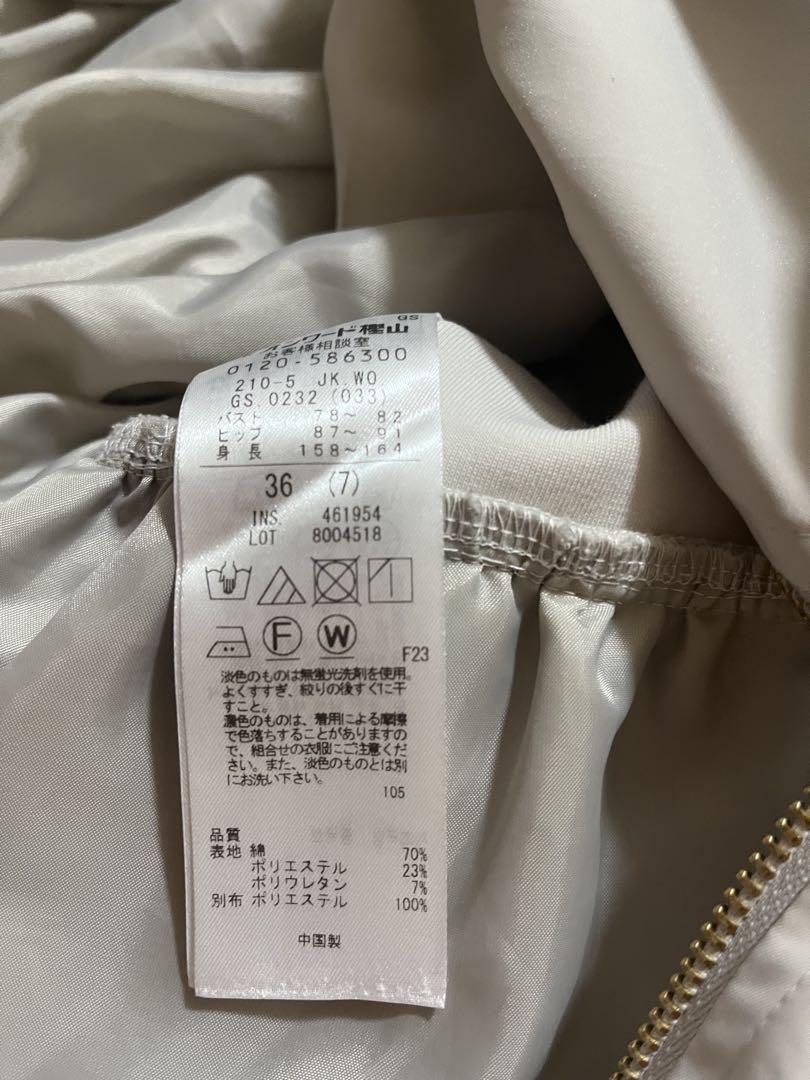 GS
オンワード樫山
お客様相談室
0120-586300
210-5 JK.WO
GS.0232 (033)
バスト 78～ 82
ヒップ 87～ 91
身長 158～164
36 (7)
INS. 461954
LOT 8004518
F W
F23
淡色のものは無蛍光洗剤を使用。
よくすすぎ、絞りの後すぐに干
すこと。
濃色のものは、着用による摩擦
で色落ちすることがありますの
で、組合せの衣服にご注意くだ
さい。また、淡色のものとは別
にお洗い下さい。
105
品質
表地 綿 70%
ポリエステル 23%
ポリウレタン 7%
別布 ポリエステル 100%
中国製